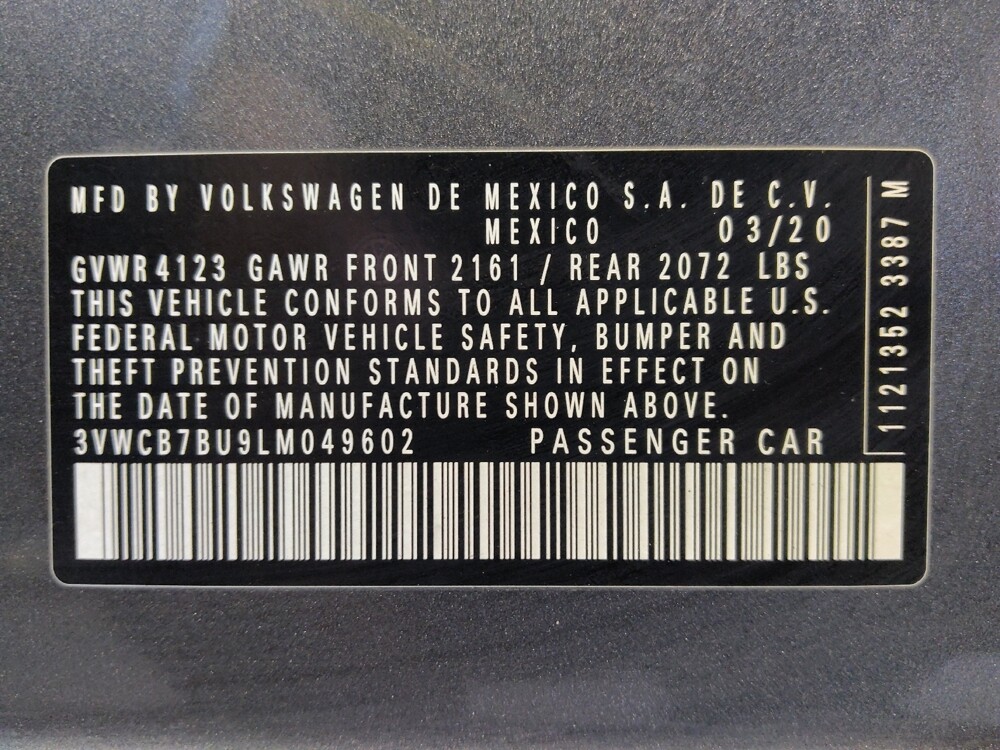 MFD BY VOLKSWAGEN DE MEXICO S.A. DE C.V.
MEXICO 03/20
GVWR 4123 GAWR FRONT 2161 / REAR 2072 LBS
THIS VEHICLE CONFORMS TO ALL APPLICABLE U.S.
FEDERAL MOTOR VEHICLE SAFETY, BUMPER AND
THEFT PREVENTION STANDARDS IN EFFECT ON
THE DATE OF MANUFACTURE SHOWN ABOVE.
3VWCB7BU9LM049602 PASSENGER CAR
1121352 3387 M